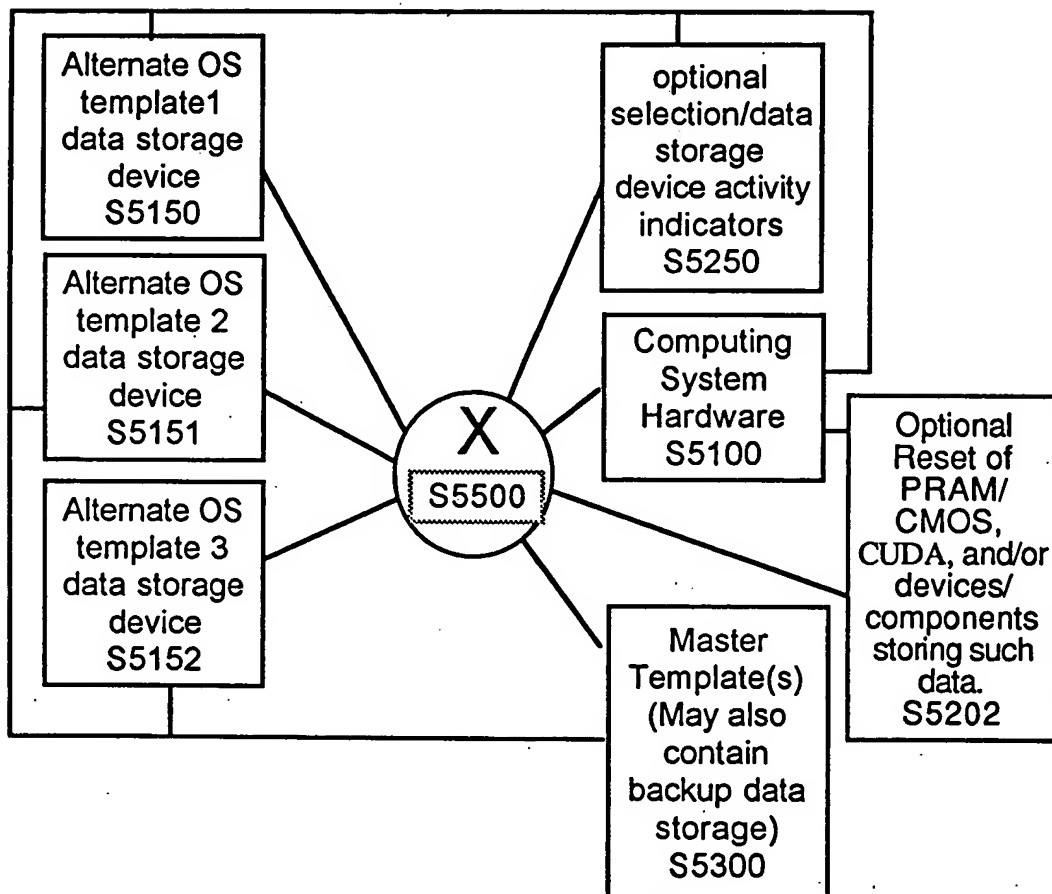 Alternate OS
template1
data storage
device
S5150
Alternate OS
template 2
data storage
device
S5151
Alternate OS
template 3
data storage
device
S5152
X
S5500
optional
selection/data
storage
device activity
indicators
S5250
Computing
System
Hardware
S5100
Optional
Reset of
PRAM/
CMOS,
CUDA, and/or
devices/
components
storing such
data.
S5202
Master
Template(s)
(May also
contain
backup data
storage)
S5300